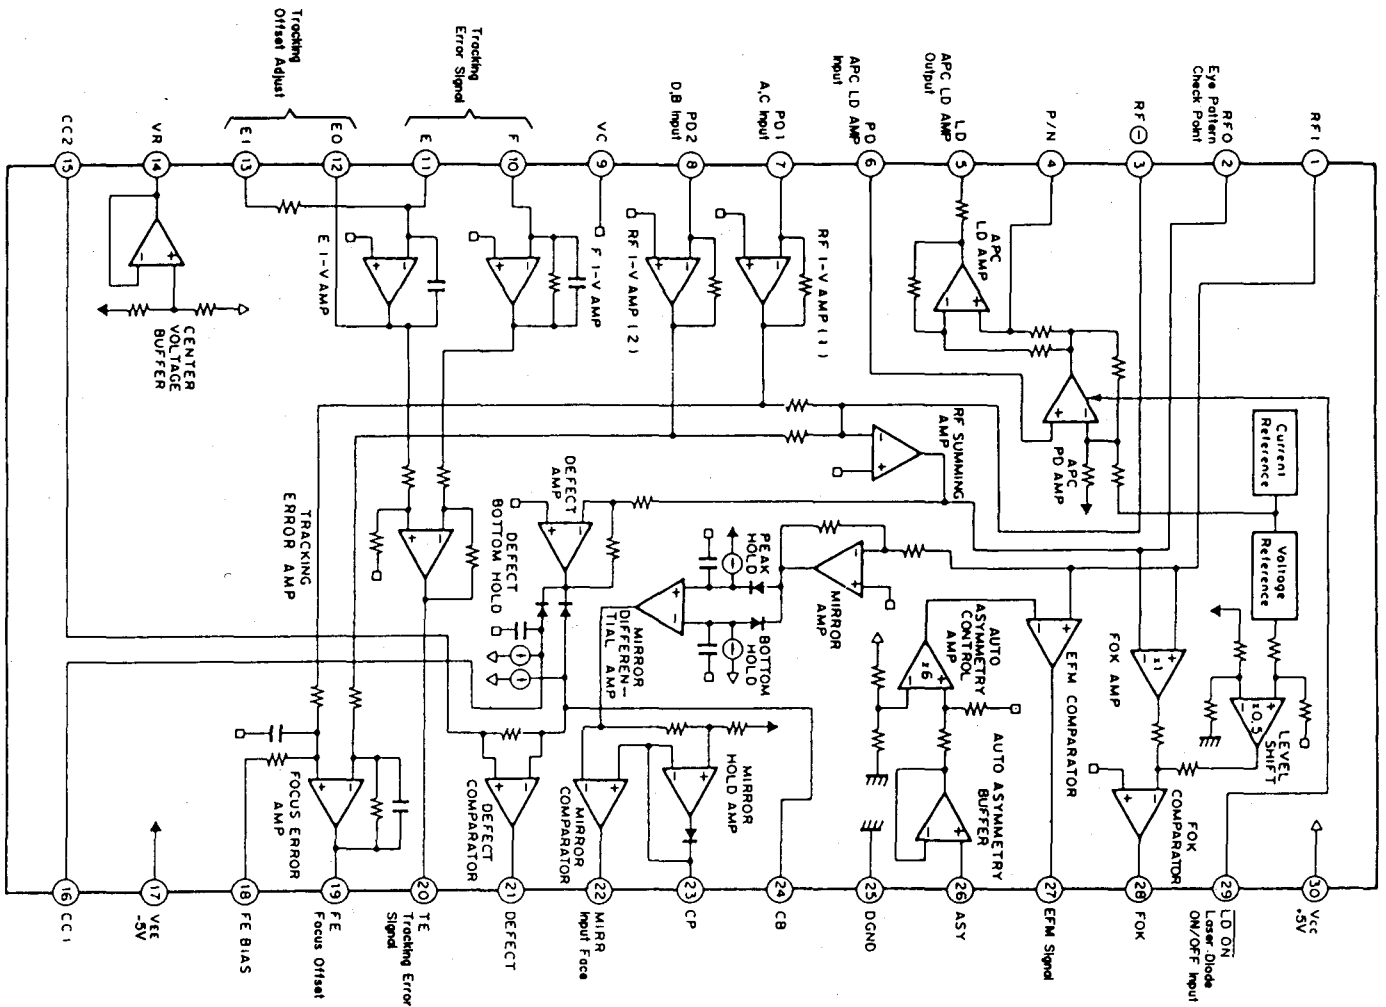 Tracking
Offset Adjust
Tracking
Error Signal
APC LD AMP
Input
APC LD AMP
Output
Eye Pattern
Check Point
CC2
VR
E1
EO
E
F
VC
PD2
D,B Input
PD1
A,C Input
PD
LD
P/N
RF⊖
RFO
RF1
15
14
13
12
11
10
9
8
7
6
5
4
3
2
1
CENTER
VOLTAGE
BUFFER
E I-V AMP
F I-V AMP
RF I-V AMP (2)
RF I-V AMP (1)
APC
LD AMP
APC
PD AMP
Current
Reference
Voltage
Reference
RF SUMMING
AMP
DEFECT
AMP
DEFECT
BOTTOM HOLD
TRACKING
ERROR AMP
PEAK
HOLD
BOTTOM
HOLD
MIRROR
AMP
MIRROR
DIFFEREN-
TIAL AMP
AUTO
ASYMMETRY
CONTROL
AMP
x6
EFM COMPARATOR
FOK AMP
x1
x0.5
LEVEL
SHIFT
FOCUS ERROR
AMP
DEFECT
COMPARATOR
MIRROR
COMPARATOR
MIRROR
HOLD AMP
AUTO ASYMMETRY
BUFFER
FOK
COMPARATOR
16
17
18
19
20
21
22
23
24
25
26
27
28
29
30
CC1
VEE
-5V
FE BIAS
FE
Focus Offset
TE
Tracking Error
Signal
DEFECT
MIRR
Input Face
CP
CB
DGND
ASY
EFM Signal
FOK
LD ON
Laser Diode
ON/OFF Input
VCC
+5V